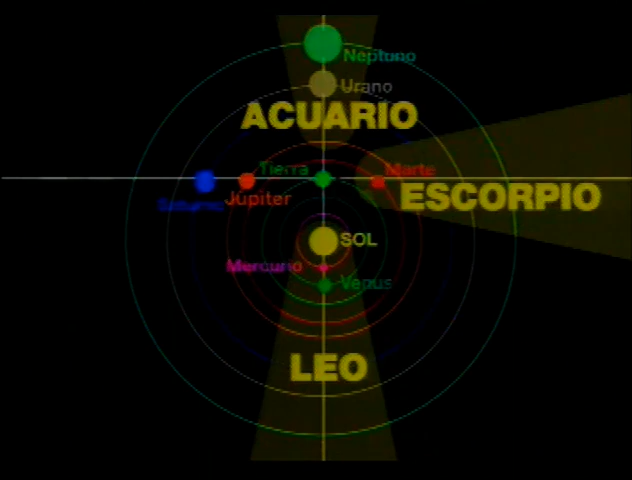 Neptuno
Urano
ACUARIO
Tierra
Marte
Saturno
Júpiter
ESCORPIO
SOL
Mercurio
Venus
LEO